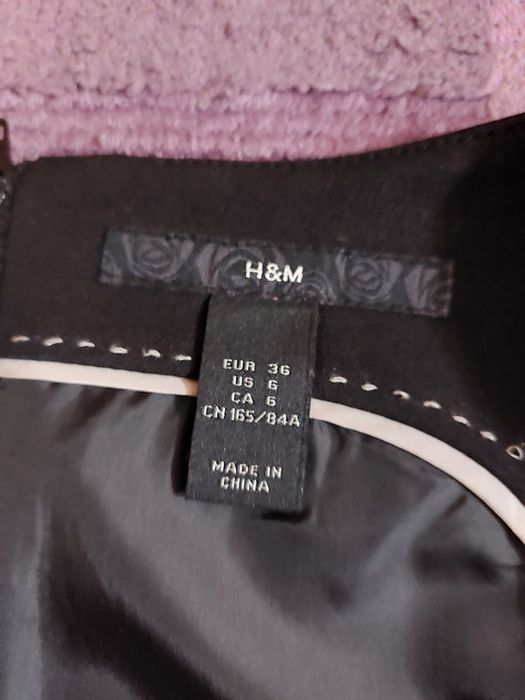 H&M
EUR 36
US 6
CA 6
CN 165/84A
MADE IN
CHINA